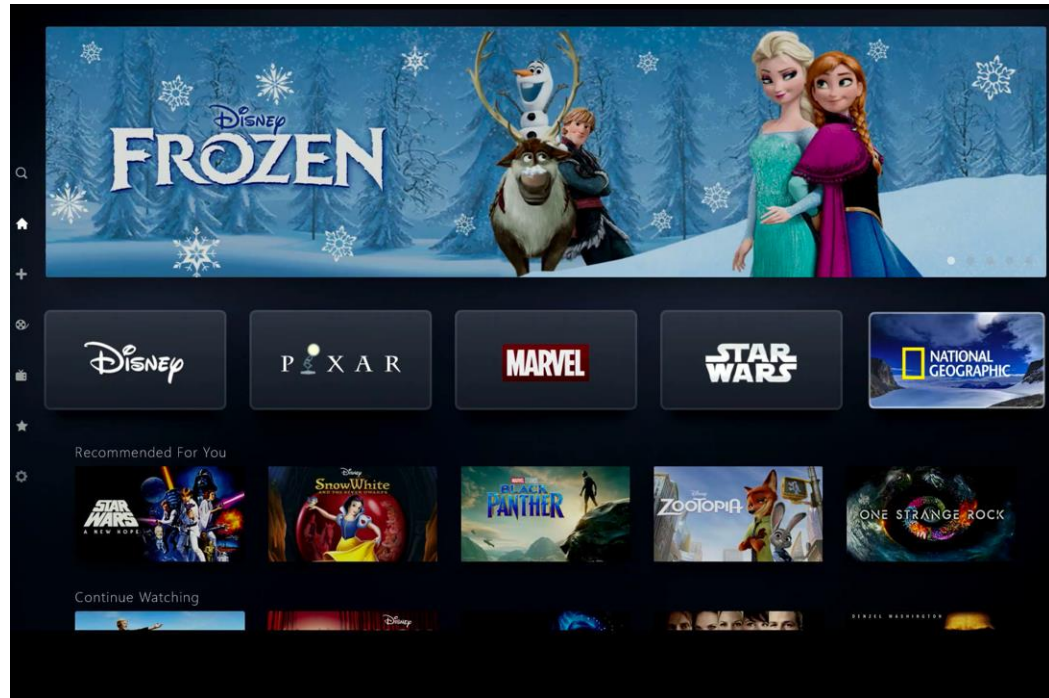 Disney
FROZEN
Disney
PIXAR
MARVEL
STAR
WARS
NATIONAL
GEOGRAPHIC
Recommended For You
STAR
WARS
A NEW HOPE
Disney
Snow White
AND THE SEVEN DWARFS
MARVEL
BLACK
PANTHER
Disney
ZOOTOPIA
ONE STRANGE ROCK
Continue Watching
Disney
DENZEL WASHINGTON